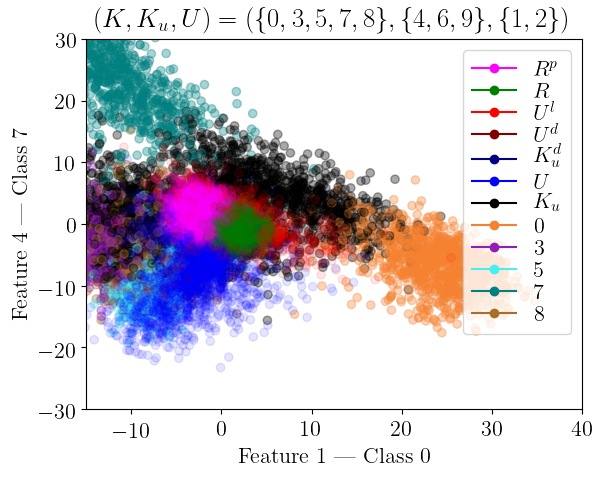 (K, K_u, U) = ({0, 3, 5, 7, 8}, {4, 6, 9}, {1, 2})
30
20
10
0
−10
−20
−30
−10
0
10
20
30
40
Feature 4 — Class 7
Feature 1 — Class 0
R^p
R
U^l
U^d
K_u^d
U
K_u
0
3
5
7
8